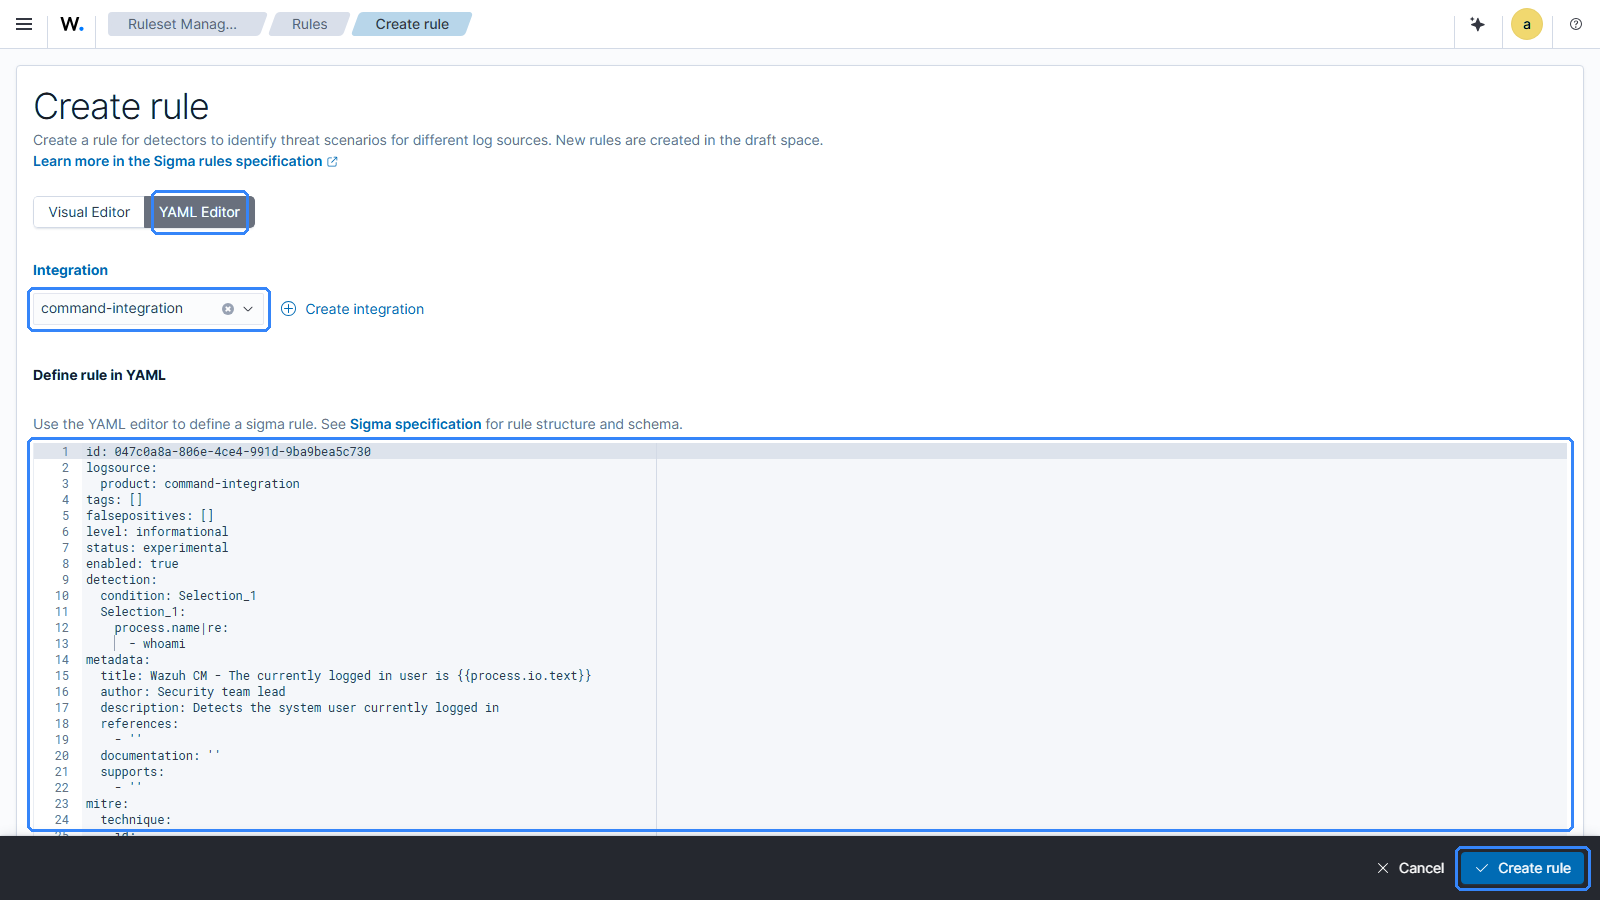 W.
Ruleset Manag...
Rules
Create rule
a
Create rule
Create a rule for detectors to identify threat scenarios for different log sources. New rules are created in the draft space.
Learn more in the Sigma rules specification
Visual Editor
YAML Editor
Integration
command-integration
Create integration
Define rule in YAML
Use the YAML editor to define a sigma rule. See Sigma specification for rule structure and schema.
1 id: 047c0a8a-806e-4ce4-991d-9ba9bea5c730
2 logsource:
3   product: command-integration
4 tags: []
5 falsepositives: []
6 level: informational
7 status: experimental
8 enabled: true
9 detection:
10   condition: Selection_1
11   Selection_1:
12     process.name|re:
13       - whoami
14 metadata:
15   title: Wazuh CM - The currently logged in user is {{process.io.text}}
16   author: Security team lead
17   description: Detects the system user currently logged in
18   references:
19     - ''
20   documentation: ''
21   supports:
22     - ''
23 mitre:
24   technique:
25     id:
Cancel
Create rule